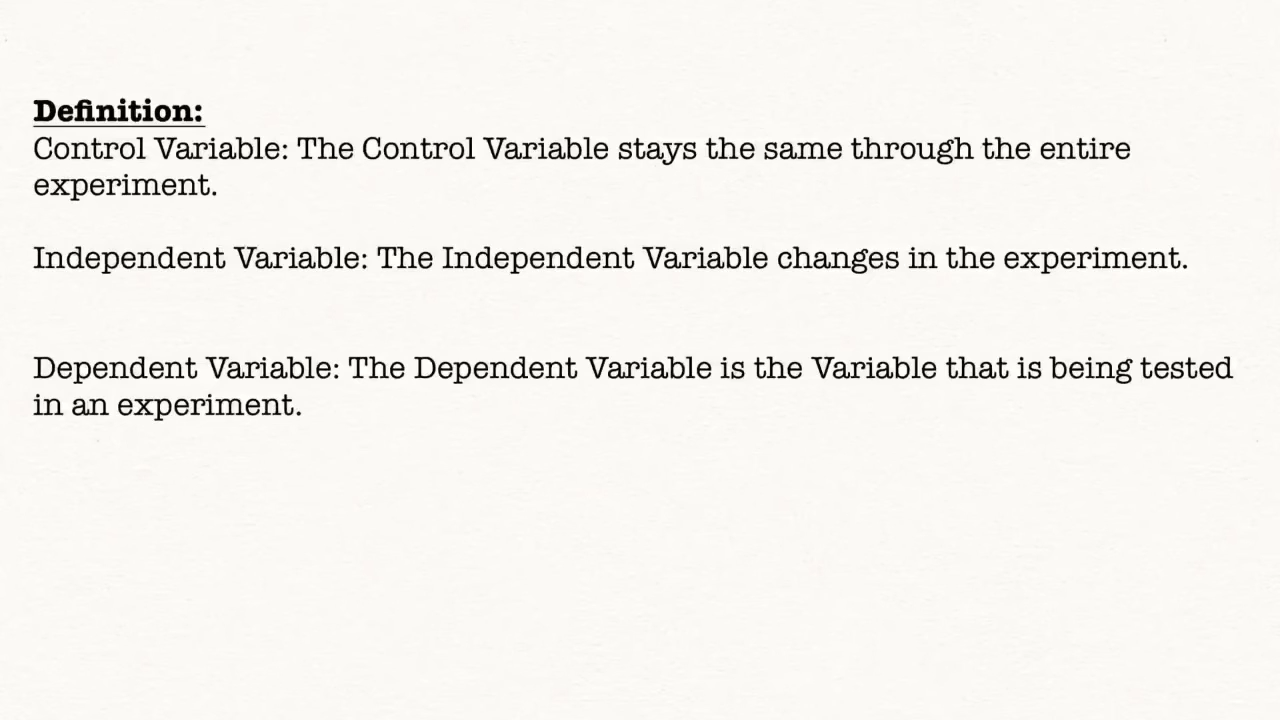 Definition:
Control Variable: The Control Variable stays the same through the entire
experiment.
Independent Variable: The Independent Variable changes in the experiment.
Dependent Variable: The Dependent Variable is the Variable that is being tested
in an experiment.